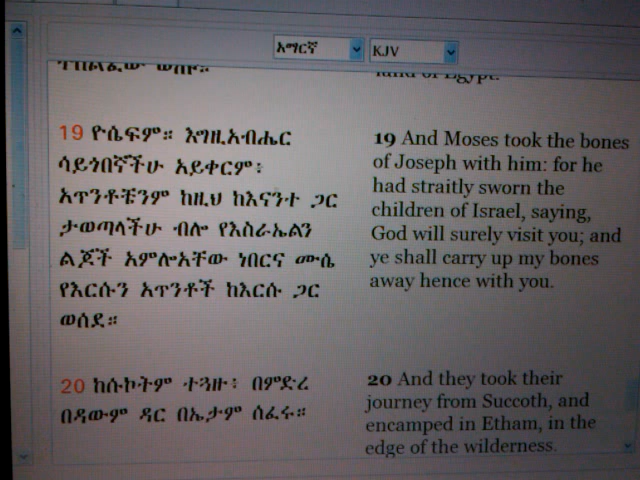 አማርኛ KJV
land of Egypt.
19 ዮሴፍም። እግዚአብሔር
ሳይጎበኛችሁ አይቀርም፤
አጥንቶቼንም ከዚህ ከእናንተ ጋር
ታወጣላችሁ ብሎ የእስራኤልን
ልጆች አምሎአቸው ነበርና ሙሴ
የእርሱን አጥንቶች ከእርሱ ጋር
ወሰደ።
20 ከሱኮትም ተጓዙ፤ በምድረ
በዳውም ዳር በኤታም ሰፈሩ።
19 And Moses took the bones
of Joseph with him: for he
had straitly sworn the
children of Israel, saying,
God will surely visit you; and
ye shall carry up my bones
away hence with you.
20 And they took their
journey from Succoth, and
encamped in Etham, in the
edge of the wilderness.